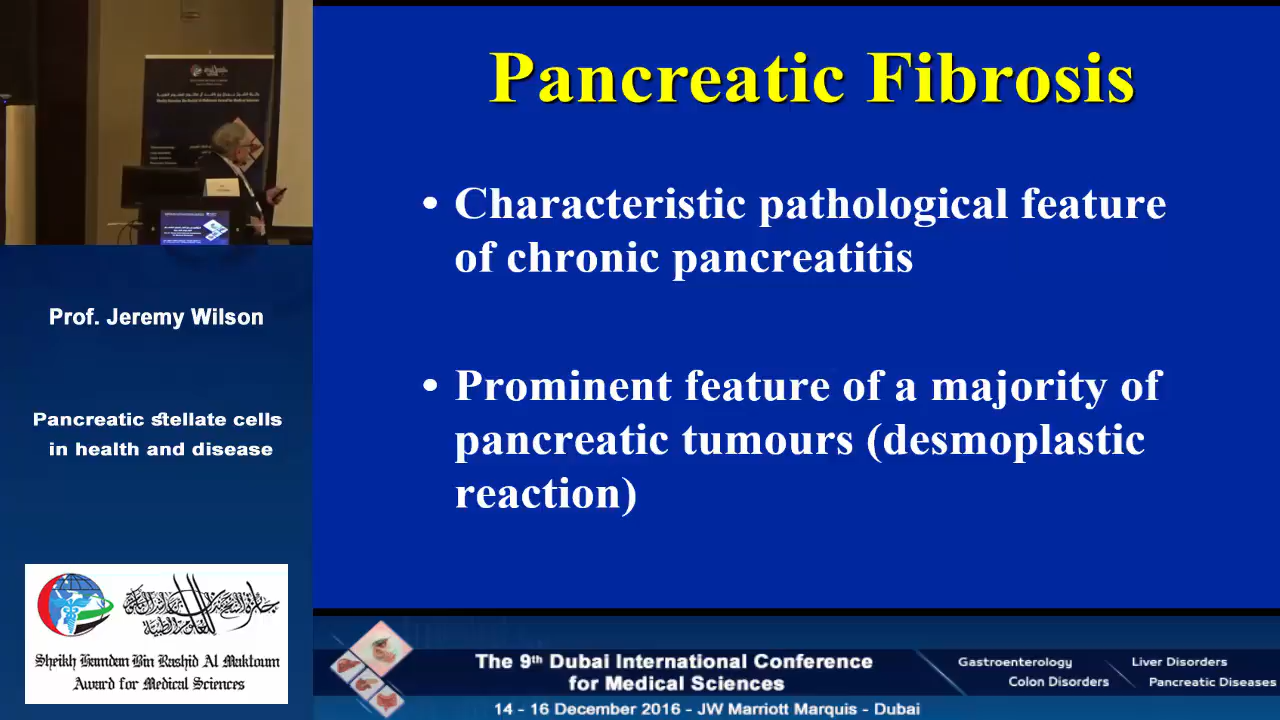 Pancreatic Fibrosis
• Characteristic pathological feature
of chronic pancreatitis
• Prominent feature of a majority of
pancreatic tumours (desmoplastic
reaction)
Prof. Jeremy Wilson
Pancreatic stellate cells
in health and disease
Sheikh Hamdan Bin Rashid Al Maktoum
Award for Medical Sciences
The 9th Dubai International Conference
for Medical Sciences
14 - 16 December 2016 - JW Marriott Marquis - Dubai
Gastroenterology
Liver Disorders
Colon Disorders
Pancreatic Diseases